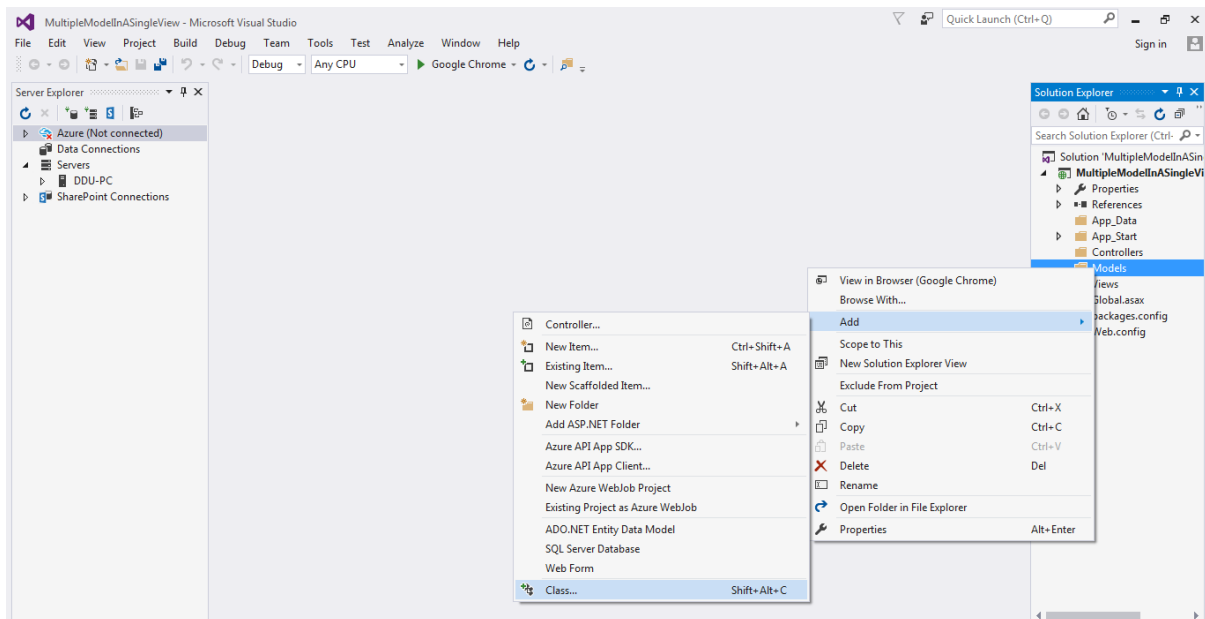 MultipleModelInASingleView - Microsoft Visual Studio
Quick Launch (Ctrl+Q)
File Edit View Project Build Debug Team Tools Test Analyze Window Help
Sign in
Debug Any CPU Google Chrome
Server Explorer
Azure (Not connected)
Data Connections
Servers
DDU-PC
SharePoint Connections
Solution Explorer
Search Solution Explorer (Ctrl-
Solution 'MultipleModelInASin
MultipleModelInASingleVi
Properties
References
App_Data
App_Start
Controllers
Models
Views
Global.asax
packages.config
Web.config
View in Browser (Google Chrome)
Browse With...
Add
Scope to This
New Solution Explorer View
Exclude From Project
Cut Ctrl+X
Copy Ctrl+C
Paste Ctrl+V
Delete Del
Rename
Open Folder in File Explorer
Properties Alt+Enter
Controller...
New Item... Ctrl+Shift+A
Existing Item... Shift+Alt+A
New Scaffolded Item...
New Folder
Add ASP.NET Folder
Azure API App SDK...
Azure API App Client...
New Azure WebJob Project
Existing Project as Azure WebJob
ADO.NET Entity Data Model
SQL Server Database
Web Form
Class... Shift+Alt+C